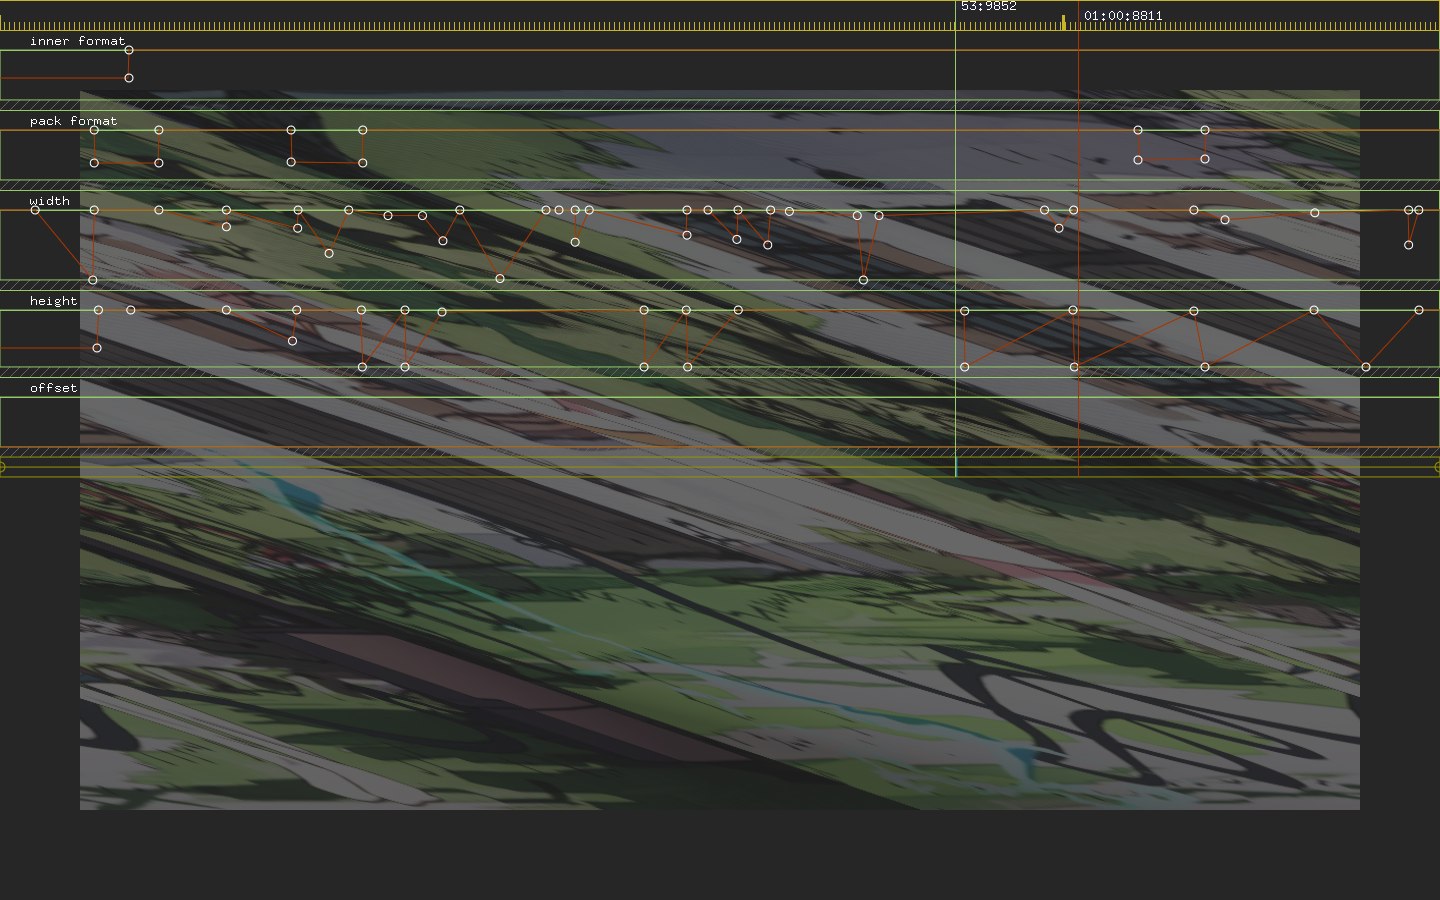 53:9852
01:00:8811
inner format
pack format
width
height
offset